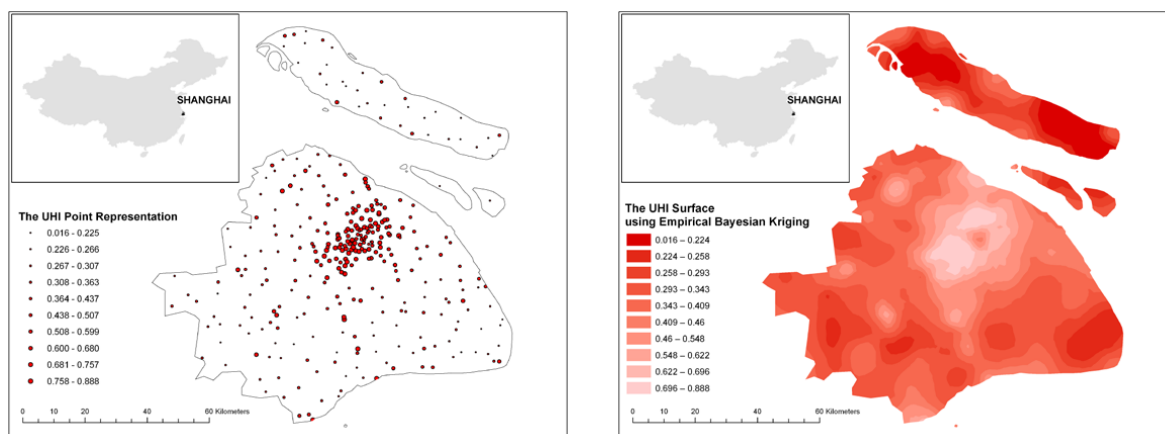 SHANGHAI
The UHI Point Representation
0.016 - 0.225
0.226 - 0.266
0.267 - 0.307
0.308 - 0.363
0.364 - 0.437
0.438 - 0.507
0.508 - 0.599
0.600 - 0.680
0.681 - 0.757
0.758 - 0.888
0 10 20 40 60 Kilometers
SHANGHAI
The UHI Surface
using Empirical Bayesian Kriging
0.016 – 0.224
0.224 – 0.258
0.258 – 0.293
0.293 – 0.343
0.343 – 0.409
0.409 – 0.46
0.46 – 0.548
0.548 – 0.622
0.622 – 0.696
0.696 – 0.888
0 10 20 40 60 Kilometers